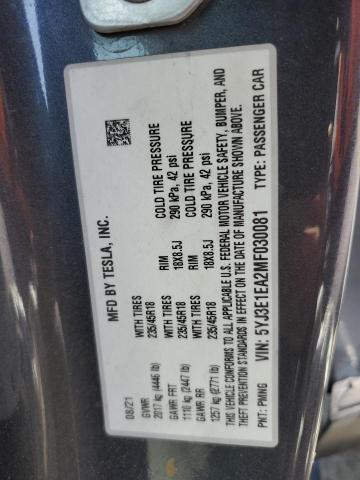 MFD BY TESLA, INC.
08/21
GVWR
2017 kg (4446 lb)
GAWR FRT WITH TIRES RIM COLD TIRE PRESSURE
1110 kg (2447 lb) 235/45R18 18X8.5J 290 kPa, 42 psi
GAWR RR WITH TIRES RIM COLD TIRE PRESSURE
1257 kg (2771 lb) 235/45R18 18X8.5J 290 kPa, 42 psi
THIS VEHICLE CONFORMS TO ALL APPLICABLE U.S. FEDERAL MOTOR VEHICLE SAFETY, BUMPER, AND
THEFT PREVENTION STANDARDS IN EFFECT ON THE DATE OF MANUFACTURE SHOWN ABOVE.
VIN: 5YJ3E1EA2MF030081 TYPE: PASSENGER CAR
PNT: PMNG